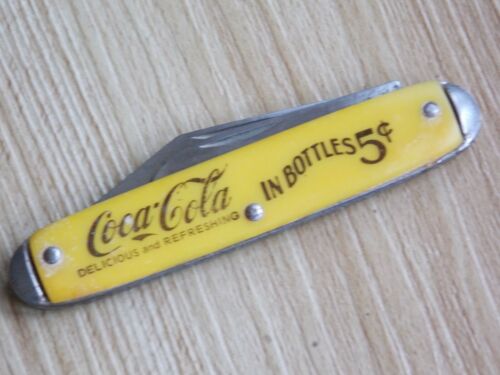 Coca-Cola
DELICIOUS and REFRESHING
IN BOTTLES 5¢